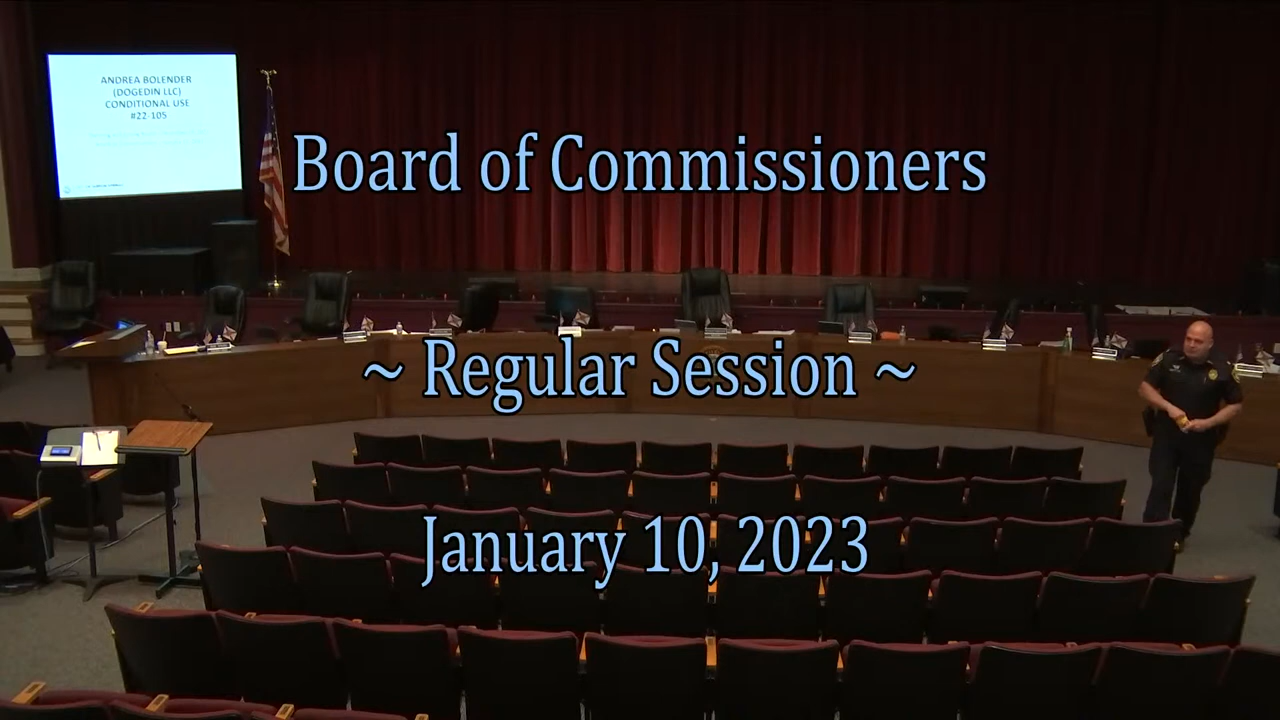 ANDREA BOLENDER
(DOGEDIN LLC)
CONDITIONAL USE
#22-105
Board of Commissioners
~ Regular Session ~
January 10, 2023